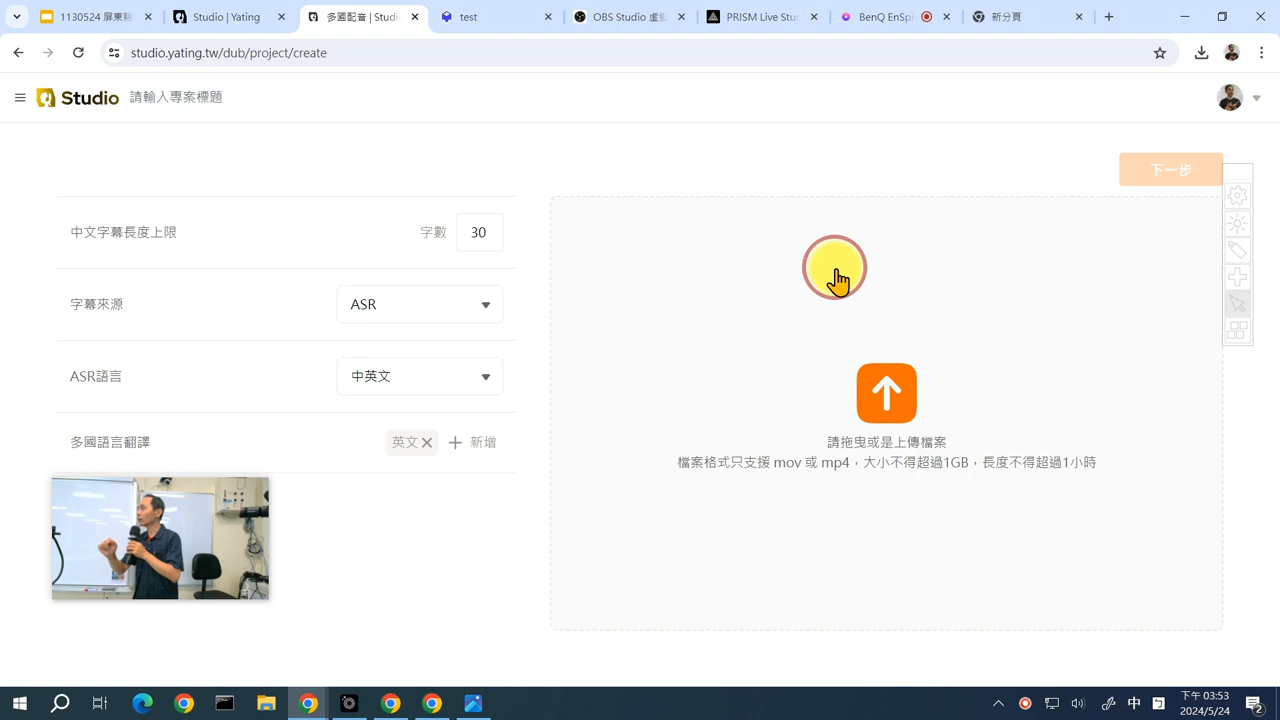 1130524 屏東縣
Studio | Yating
多國配音 | Studi
test
OBS Studio 虛
PRISM Live Stu
BenQ EnSp
新分頁
studio.yating.tw/dub/project/create
Studio 請輸入專案標題
下一步
中文字幕長度上限 字數 30
字幕來源 ASR
ASR語言 中英文
多國語言翻譯 英文 新增
請拖曳或是上傳檔案
檔案格式只支援 mov 或 mp4，大小不得超過1GB，長度不得超過1小時
中
下午 03:53
2024/5/24
2